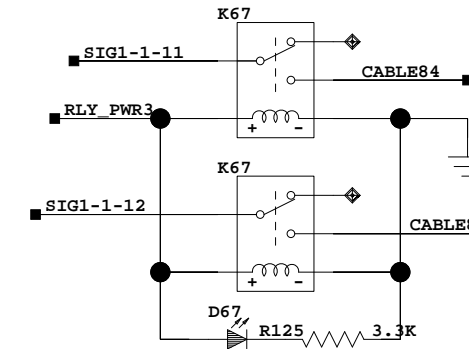 K67
SIG1-1-11
CABLE84
RLY_PWR3
+ -
K67
SIG1-1-12
+ -
D67
R125 3.3K